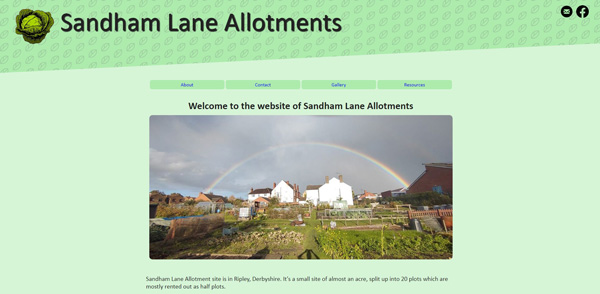 Sandham Lane Allotments
About
Contact
Gallery
Resources
Welcome to the website of Sandham Lane Allotments
Sandham Lane Allotment site is in Ripley, Derbyshire. It's a small site of almost an acre, split up into 20 plots which are
mostly rented out as half plots.